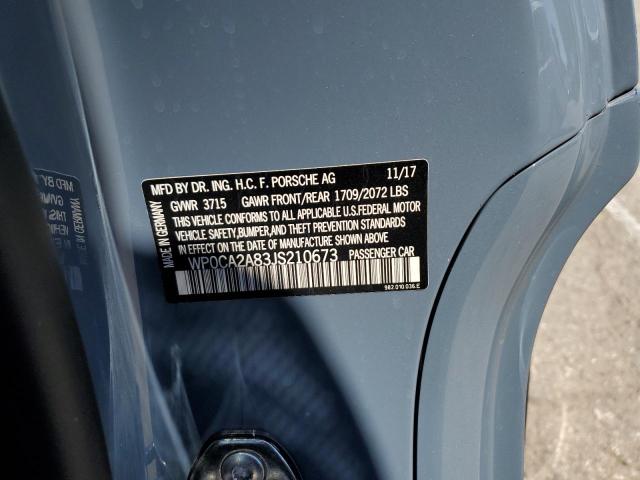 MADE IN GERMANY
MFD BY DR. ING. H.C. F. PORSCHE AG 11/17
GVWR 3715 GAWR FRONT/REAR 1709/2072 LBS
THIS VEHICLE CONFORMS TO ALL APPLICABLE U.S.FEDERAL MOTOR
VEHICLE SAFETY,BUMPER,AND THEFT PREVENTION STANDARDS
IN EFFECT ON THE DATE OF MANUFACTURE SHOWN ABOVE.
WP0CA2A83JS210673 PASSENGER CAR
982.010.036.E